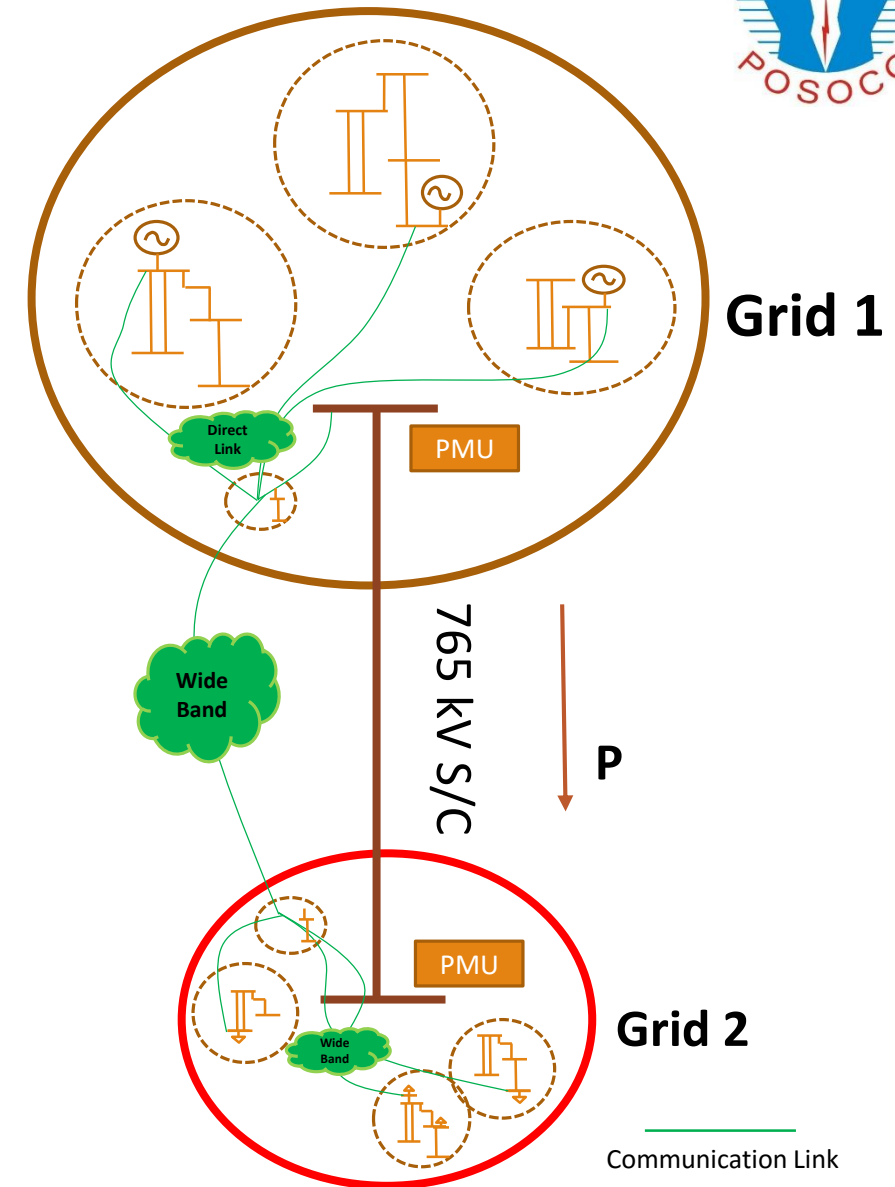 POSOCO
Grid 1
Direct
Link
PMU
765 kV S/C
Wide
Band
P
PMU
Grid 2
Wide
Band
Communication Link